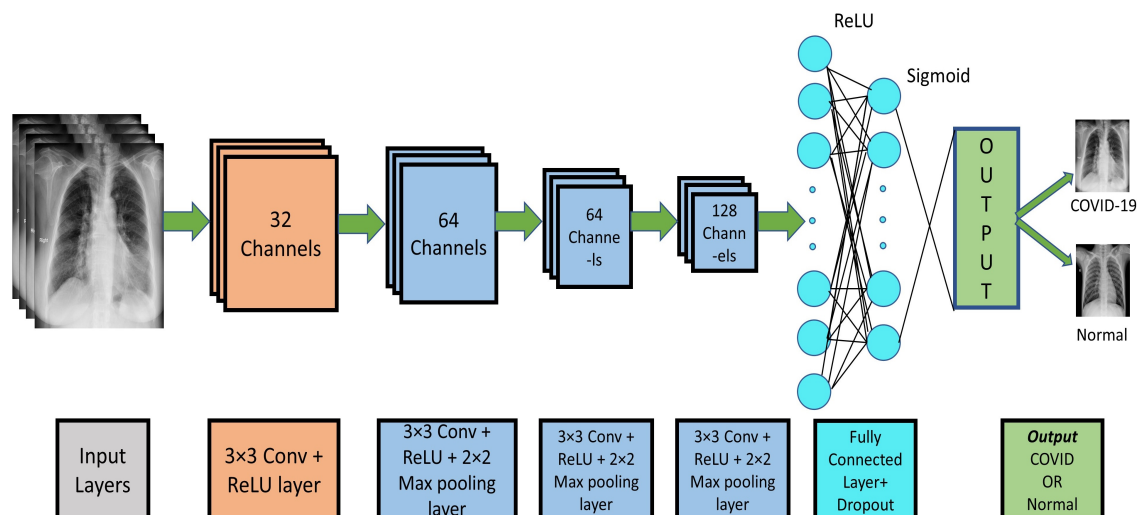 ReLU
Sigmoid
32
Channels
64
Channels
64
Channe
-ls
128
Chann
-els
O
U
T
P
U
T
COVID-19
Normal
Input
Layers
3×3 Conv +
ReLU layer
3×3 Conv +
ReLU + 2×2
Max pooling
layer
3×3 Conv +
ReLU + 2×2
Max pooling
layer
3×3 Conv +
ReLU + 2×2
Max pooling
layer
Fully
Connected
Layer+
Dropout
Output
COVID
OR
Normal